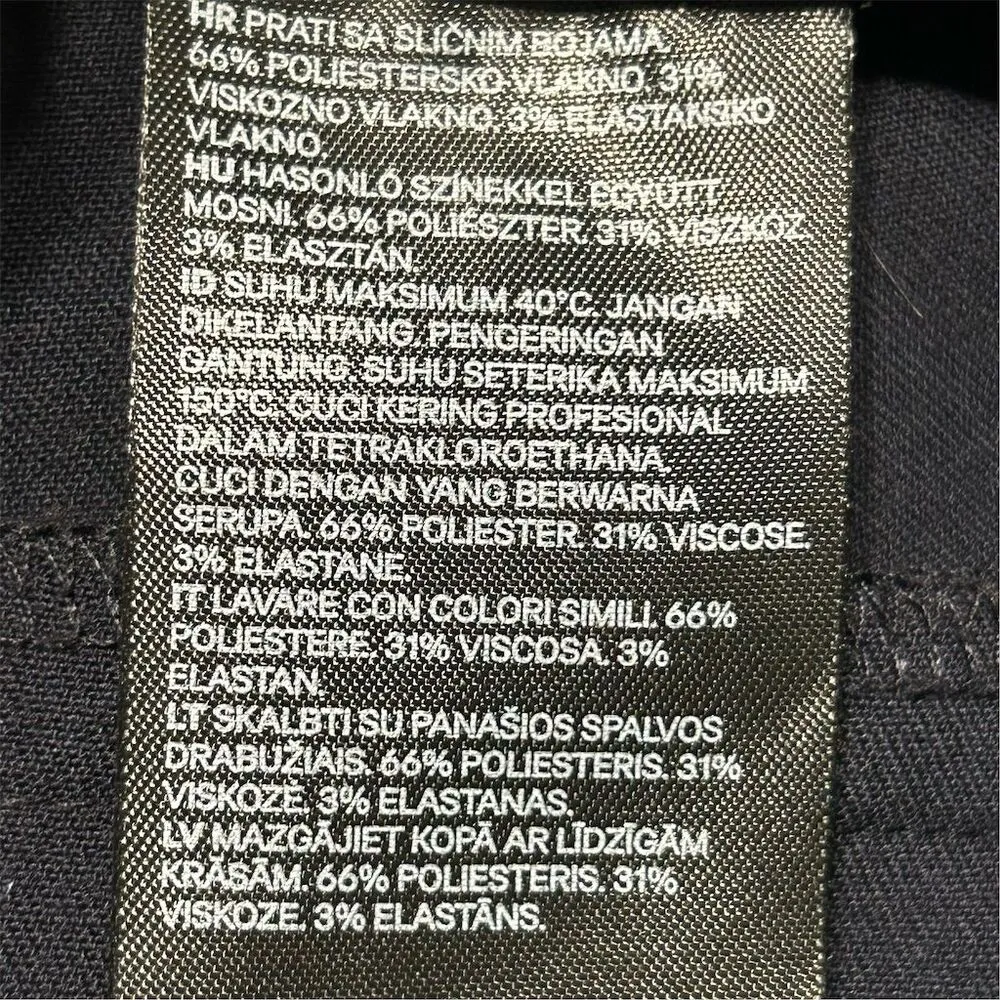 HR PRATI SA SLIČNIM BOJAMA.
66% POLIESTERSKO VLAKNO. 31%
VISKOZNO VLAKNO. 3% ELASTANSKO
VLAKNO.
HU HASONLÓ SZINEKKEL EGYÜTT
MOSNI. 66% POLIÉSZTER. 31% VISZKÓZ
3% ELASZTÁN.
ID SUHU MAKSIMUM 40°C. JANGAN
DIKELANTANG. PENGERINGAN
GANTUNG. SUHU SETERIKA MAKSIMUM
150°C. CUCI KERING PROFESIONAL
DALAM TETRAKLOROETHANA.
CUCI DENGAN YANG BERWARNA
SERUPA. 66% POLIESTER. 31% VISCOSE.
3% ELASTANE.
IT LAVARE CON COLORI SIMILI. 66%
POLIESTERE. 31% VISCOSA. 3%
ELASTAN.
LT SKALBTI SU PANAŠIOS SPALVOS
DRABUŽIAIS. 66% POLIESTERIS. 31%
VISKOZE. 3% ELASTANAS.
LV MAZGĀJIET KOPĀ AR LĪDZĪGĀM
KRĀSĀM. 66% POLIESTERIS. 31%
VISKOZE. 3% ELASTĀNS.